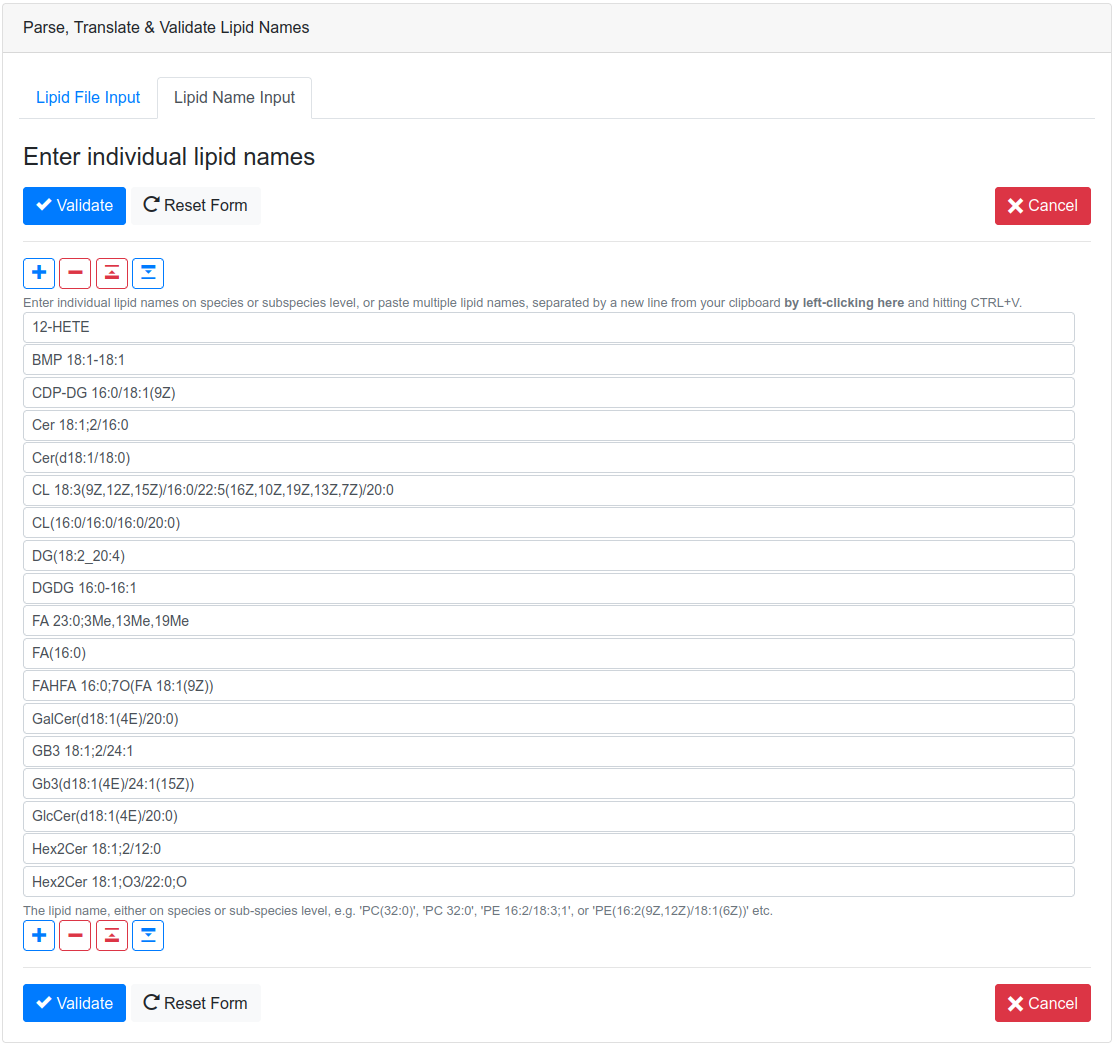 Parse, Translate & Validate Lipid Names
Lipid File Input
Lipid Name Input
Enter individual lipid names
Validate
Reset Form
Cancel
Enter individual lipid names on species or subspecies level, or paste multiple lipid names, separated by a new line from your clipboard by left-clicking here and hitting CTRL+V.
12-HETE
BMP 18:1-18:1
CDP-DG 16:0/18:1(9Z)
Cer 18:1;2/16:0
Cer(d18:1/18:0)
CL 18:3(9Z,12Z,15Z)/16:0/22:5(16Z,10Z,19Z,13Z,7Z)/20:0
CL(16:0/16:0/16:0/20:0)
DG(18:2_20:4)
DGDG 16:0-16:1
FA 23:0;3Me,13Me,19Me
FA(16:0)
FAHFA 16:0;7O(FA 18:1(9Z))
GalCer(d18:1(4E)/20:0)
GB3 18:1;2/24:1
Gb3(d18:1(4E)/24:1(15Z))
GlcCer(d18:1(4E)/20:0)
Hex2Cer 18:1;2/12:0
Hex2Cer 18:1;O3/22:0;O
The lipid name, either on species or sub-species level, e.g. 'PC(32:0)', 'PC 32:0', 'PE 16:2/18:3;1', or 'PE(16:2(9Z,12Z)/18:1(6Z))' etc.
Validate
Reset Form
Cancel